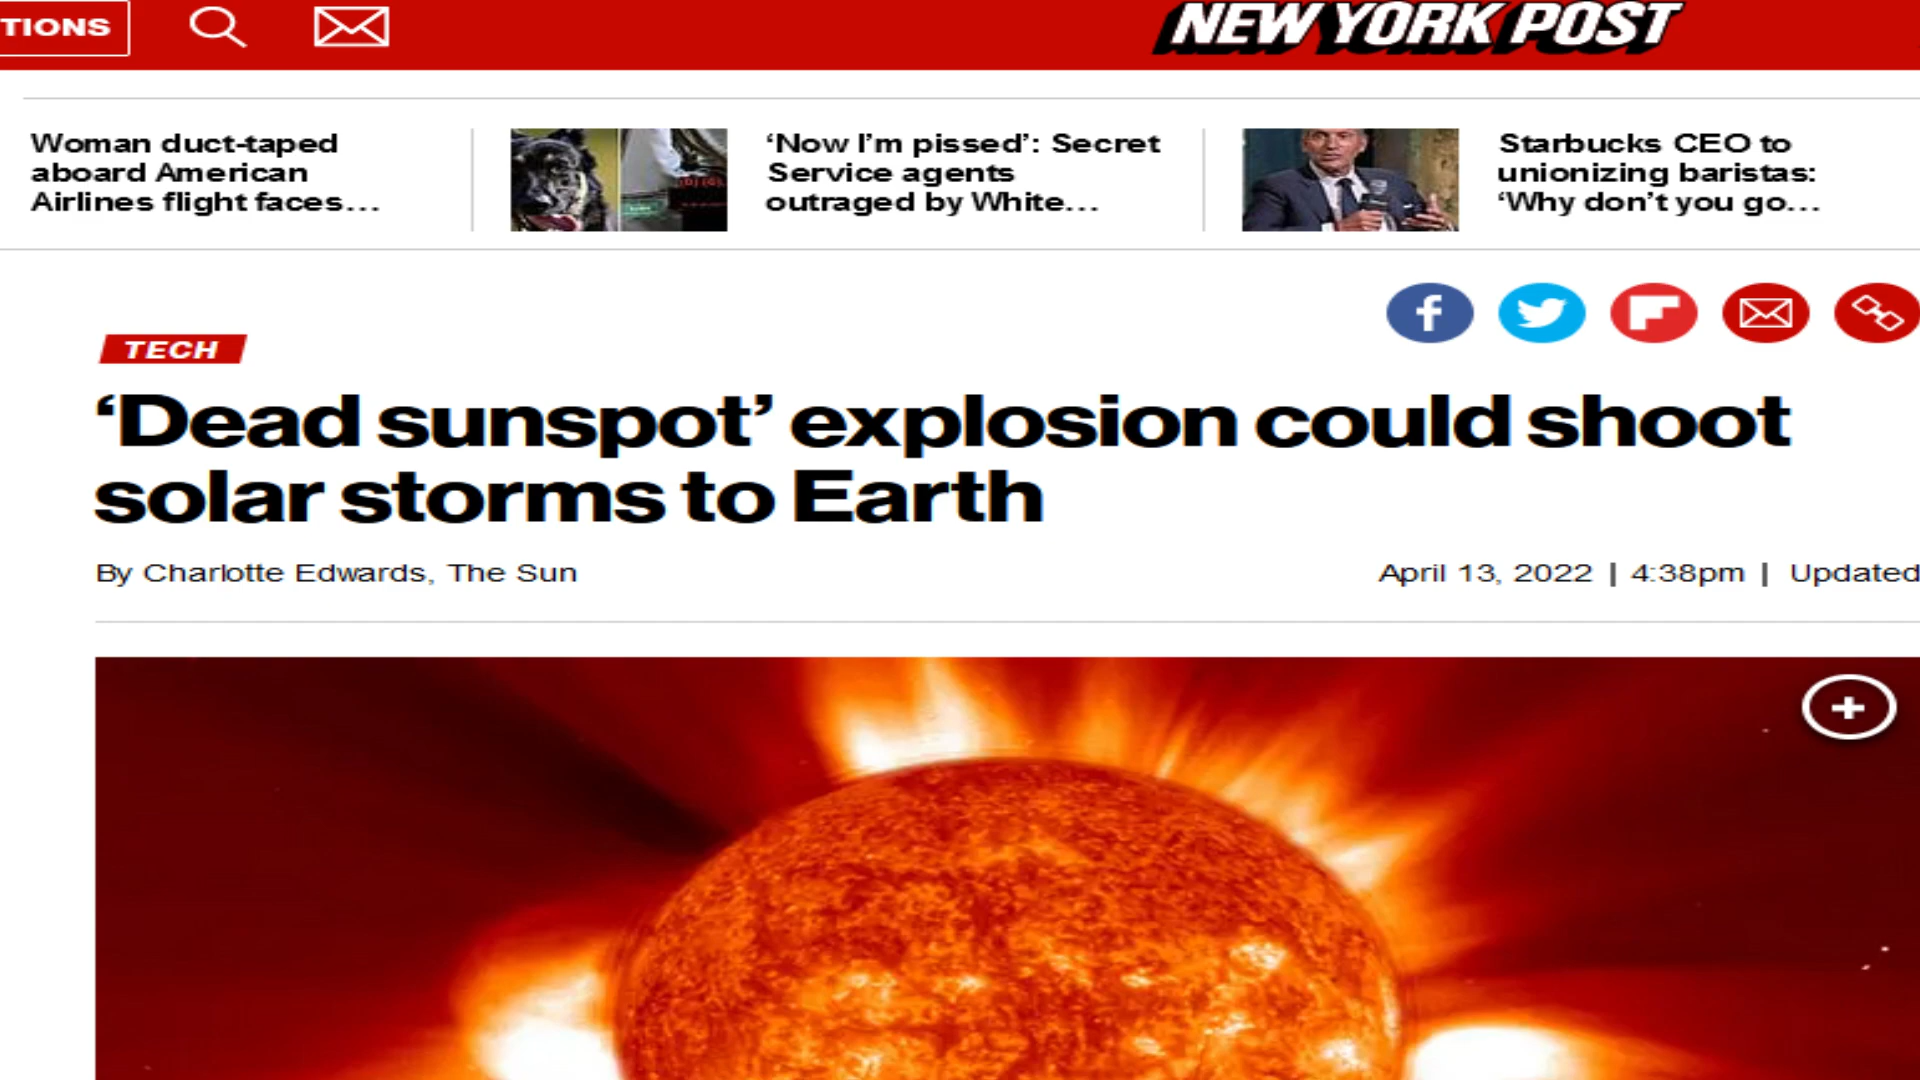 TIONS
NEW YORK POST
Woman duct-taped
aboard American
Airlines flight faces...
‘Now I’m pissed’: Secret
Service agents
outraged by White...
Starbucks CEO to
unionizing baristas:
‘Why don’t you go...
TECH
‘Dead sunspot’ explosion could shoot
solar storms to Earth
By Charlotte Edwards, The Sun
April 13, 2022 | 4:38pm | Updated